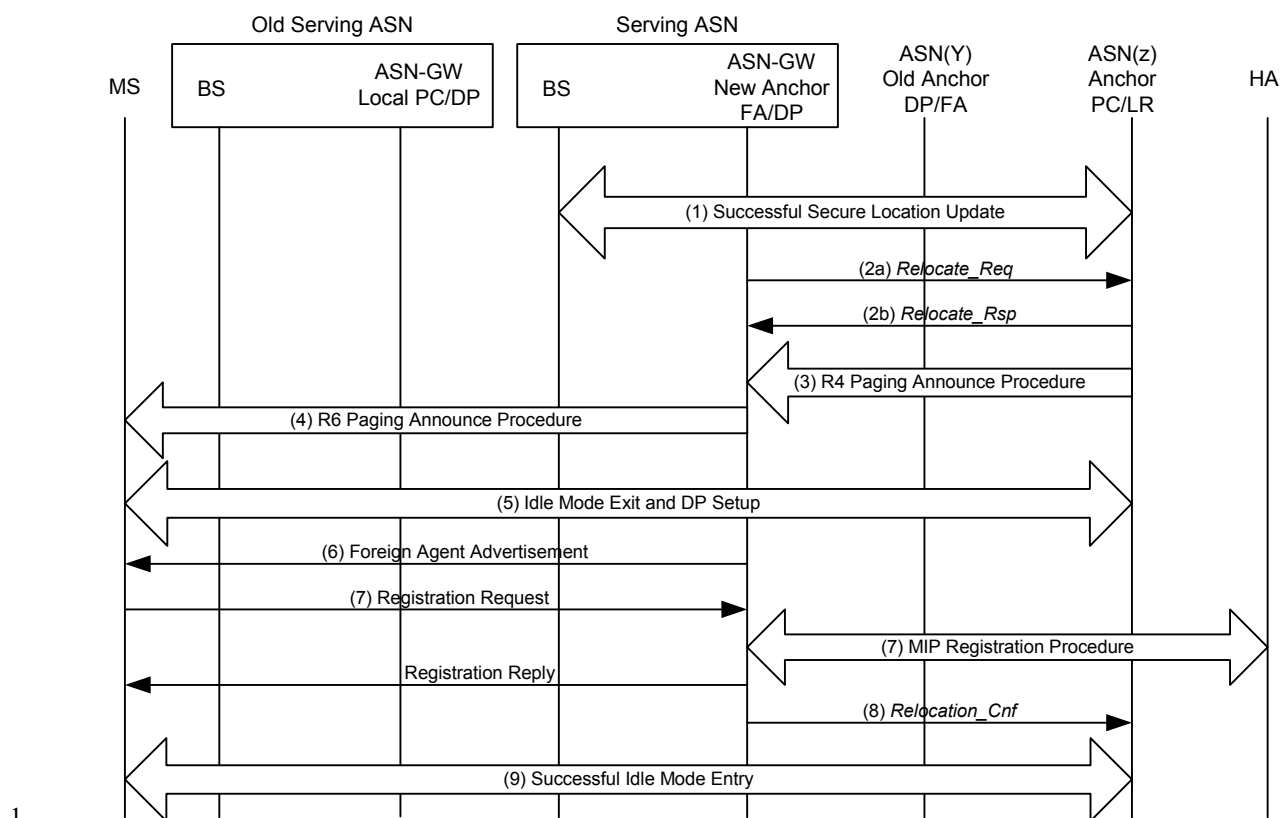 Old Serving ASN
Serving ASN
MS
BS
ASN-GW
Local PC/DP
BS
ASN-GW
New Anchor
FA/DP
ASN(Y)
Old Anchor
DP/FA
ASN(z)
Anchor
PC/LR
HA
(1) Successful Secure Location Update
(2a) Relocate_Req
(2b) Relocate_Rsp
(3) R4 Paging Announce Procedure
(4) R6 Paging Announce Procedure
(5) Idle Mode Exit and DP Setup
(6) Foreign Agent Advertisement
(7) Registration Request
(7) MIP Registration Procedure
Registration Reply
(8) Relocation_Cnf
(9) Successful Idle Mode Entry
1